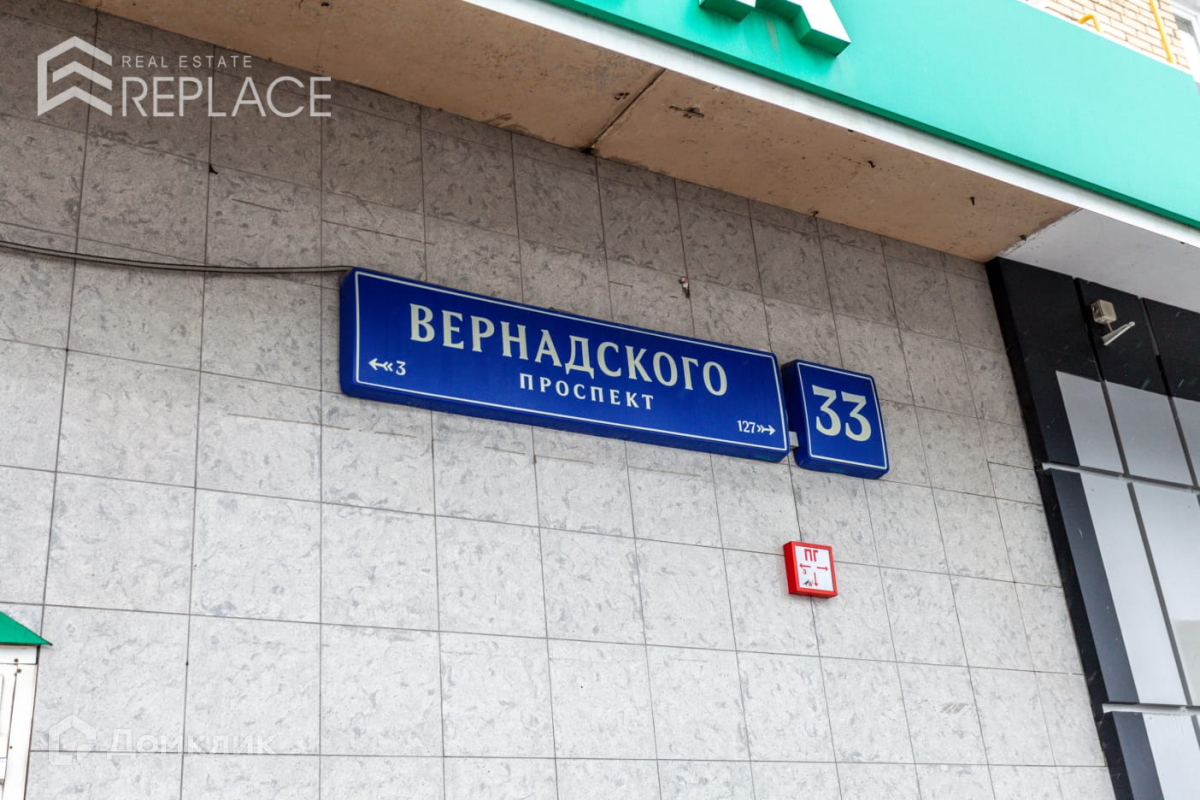 REAL ESTATE
REPLACE
ВЕРНАДСКОГО
ПРОСПЕКТ
3
127
33
ПГ
Домклик